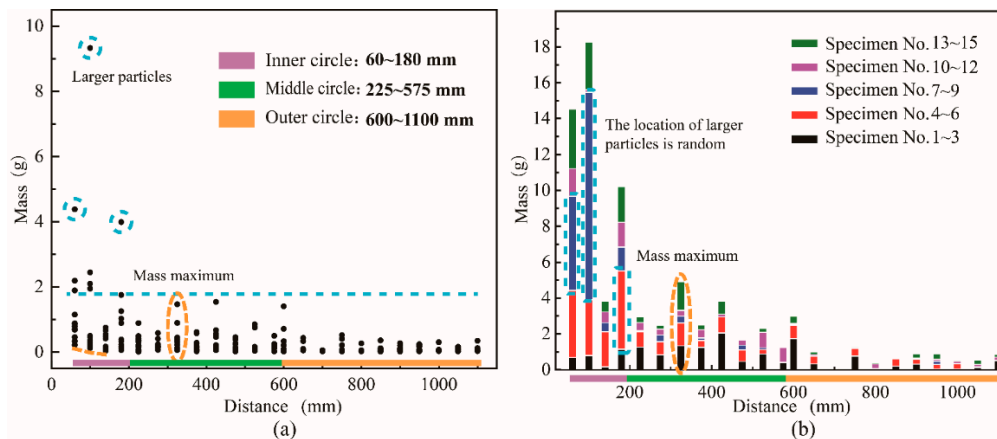 10
8
6
4
2
0
Mass (g)
Larger particles
Inner circle： 60~180 mm
Middle circle： 225~575 mm
Outer circle： 600~1100 mm
Mass maximum
0 200 400 600 800 1000
Distance (mm)
(a)
18
16
14
12
10
8
6
4
2
0
Mass (g)
Specimen No. 13~15
Specimen No. 10~12
Specimen No. 7~9
Specimen No. 4~6
Specimen No. 1~3
The location of larger
particles is random
Mass maximum
200 400 600 800 1000
Distance (mm)
(b)